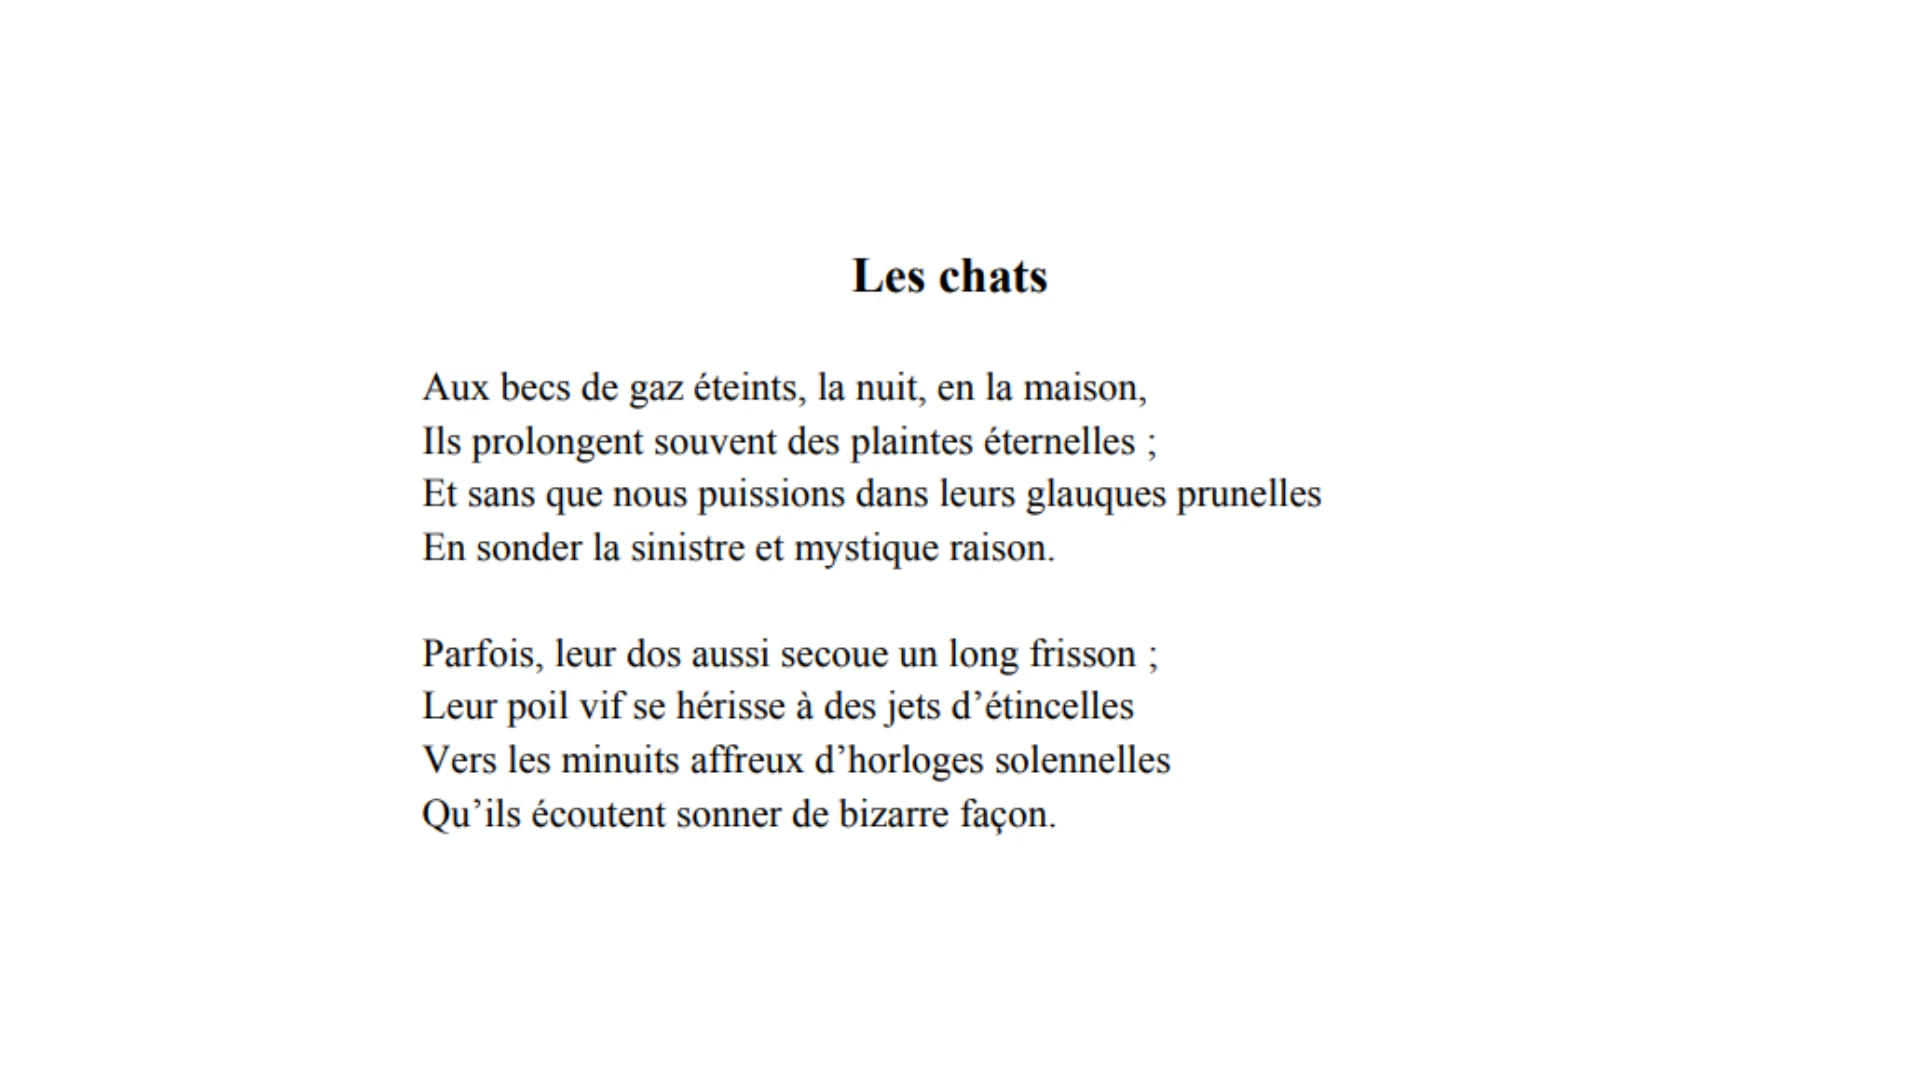 Les chats
Aux becs de gaz éteints, la nuit, en la maison,
Ils prolongent souvent des plaintes éternelles ;
Et sans que nous puissions dans leurs glauques prunelles
En sonder la sinistre et mystique raison.
Parfois, leur dos aussi secoue un long frisson ;
Leur poil vif se hérisse à des jets d’étincelles
Vers les minuits affreux d’horloges solennelles
Qu’ils écoutent sonner de bizarre façon.